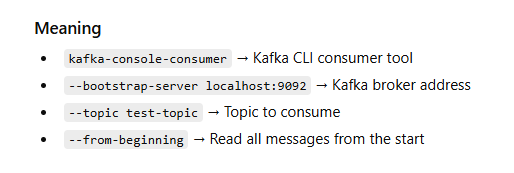 Meaning
• kafka-console-consumer → Kafka CLI consumer tool
• --bootstrap-server localhost:9092 → Kafka broker address
• --topic test-topic → Topic to consume
• --from-beginning → Read all messages from the start